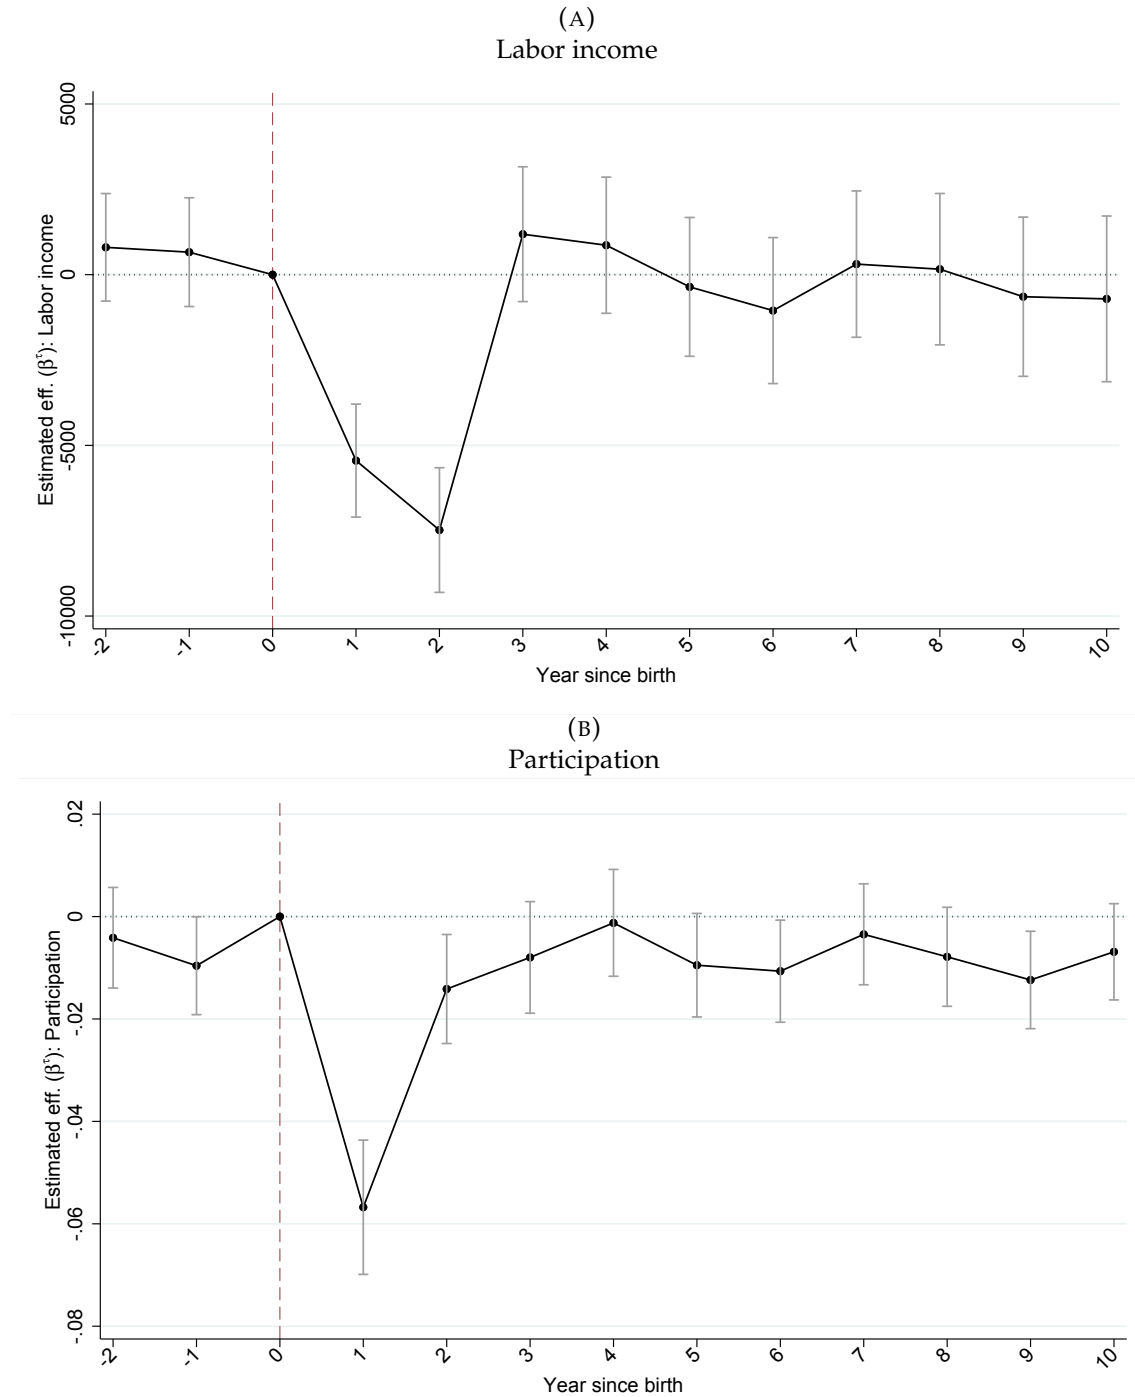 (A)
Labor income
Estimated eff. (βᵗ): Labor income
5000
0
-5000
-10000
-2 -1 0 1 2 3 4 5 6 7 8 9 10
Year since birth
(B)
Participation
Estimated eff. (βᵗ): Participation
.02
0
-.02
-.04
-.06
-.08
-2 -1 0 1 2 3 4 5 6 7 8 9 10
Year since birth